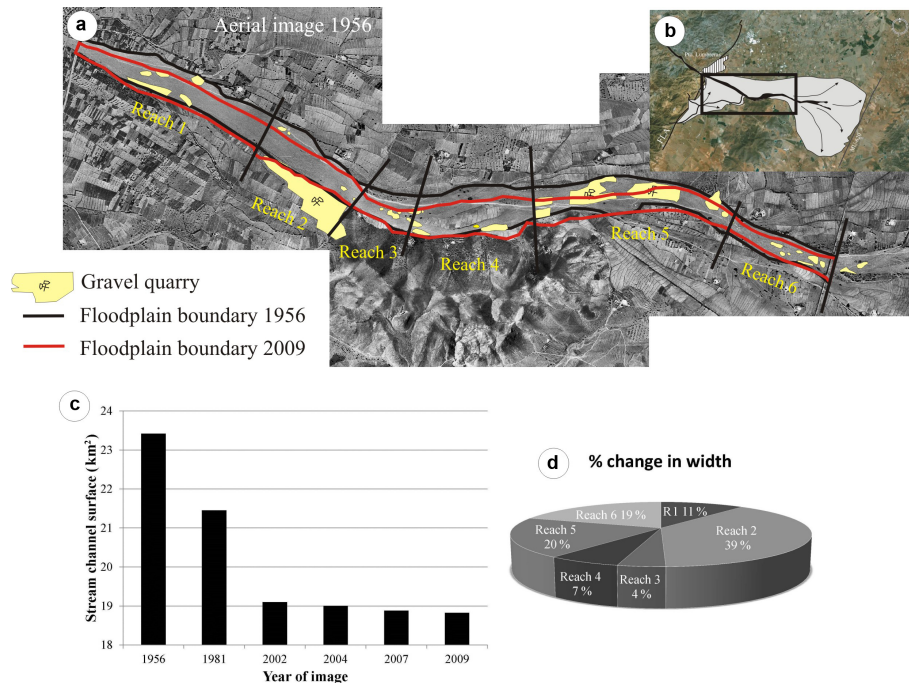 a
Aerial image 1956
b
Reach 1
Reach 2
Reach 3
Reach 4
Reach 5
Reach 6
Gravel quarry
Floodplain boundary 1956
Floodplain boundary 2009
c
Stream channel surface (km²)
24
23
22
21
20
19
18
1956
1981
2002
2004
2007
2009
Year of image
d
% change in width
R1 11 %
Reach 2
39 %
Reach 3
4 %
Reach 4
7 %
Reach 5
20 %
Reach 6 19 %